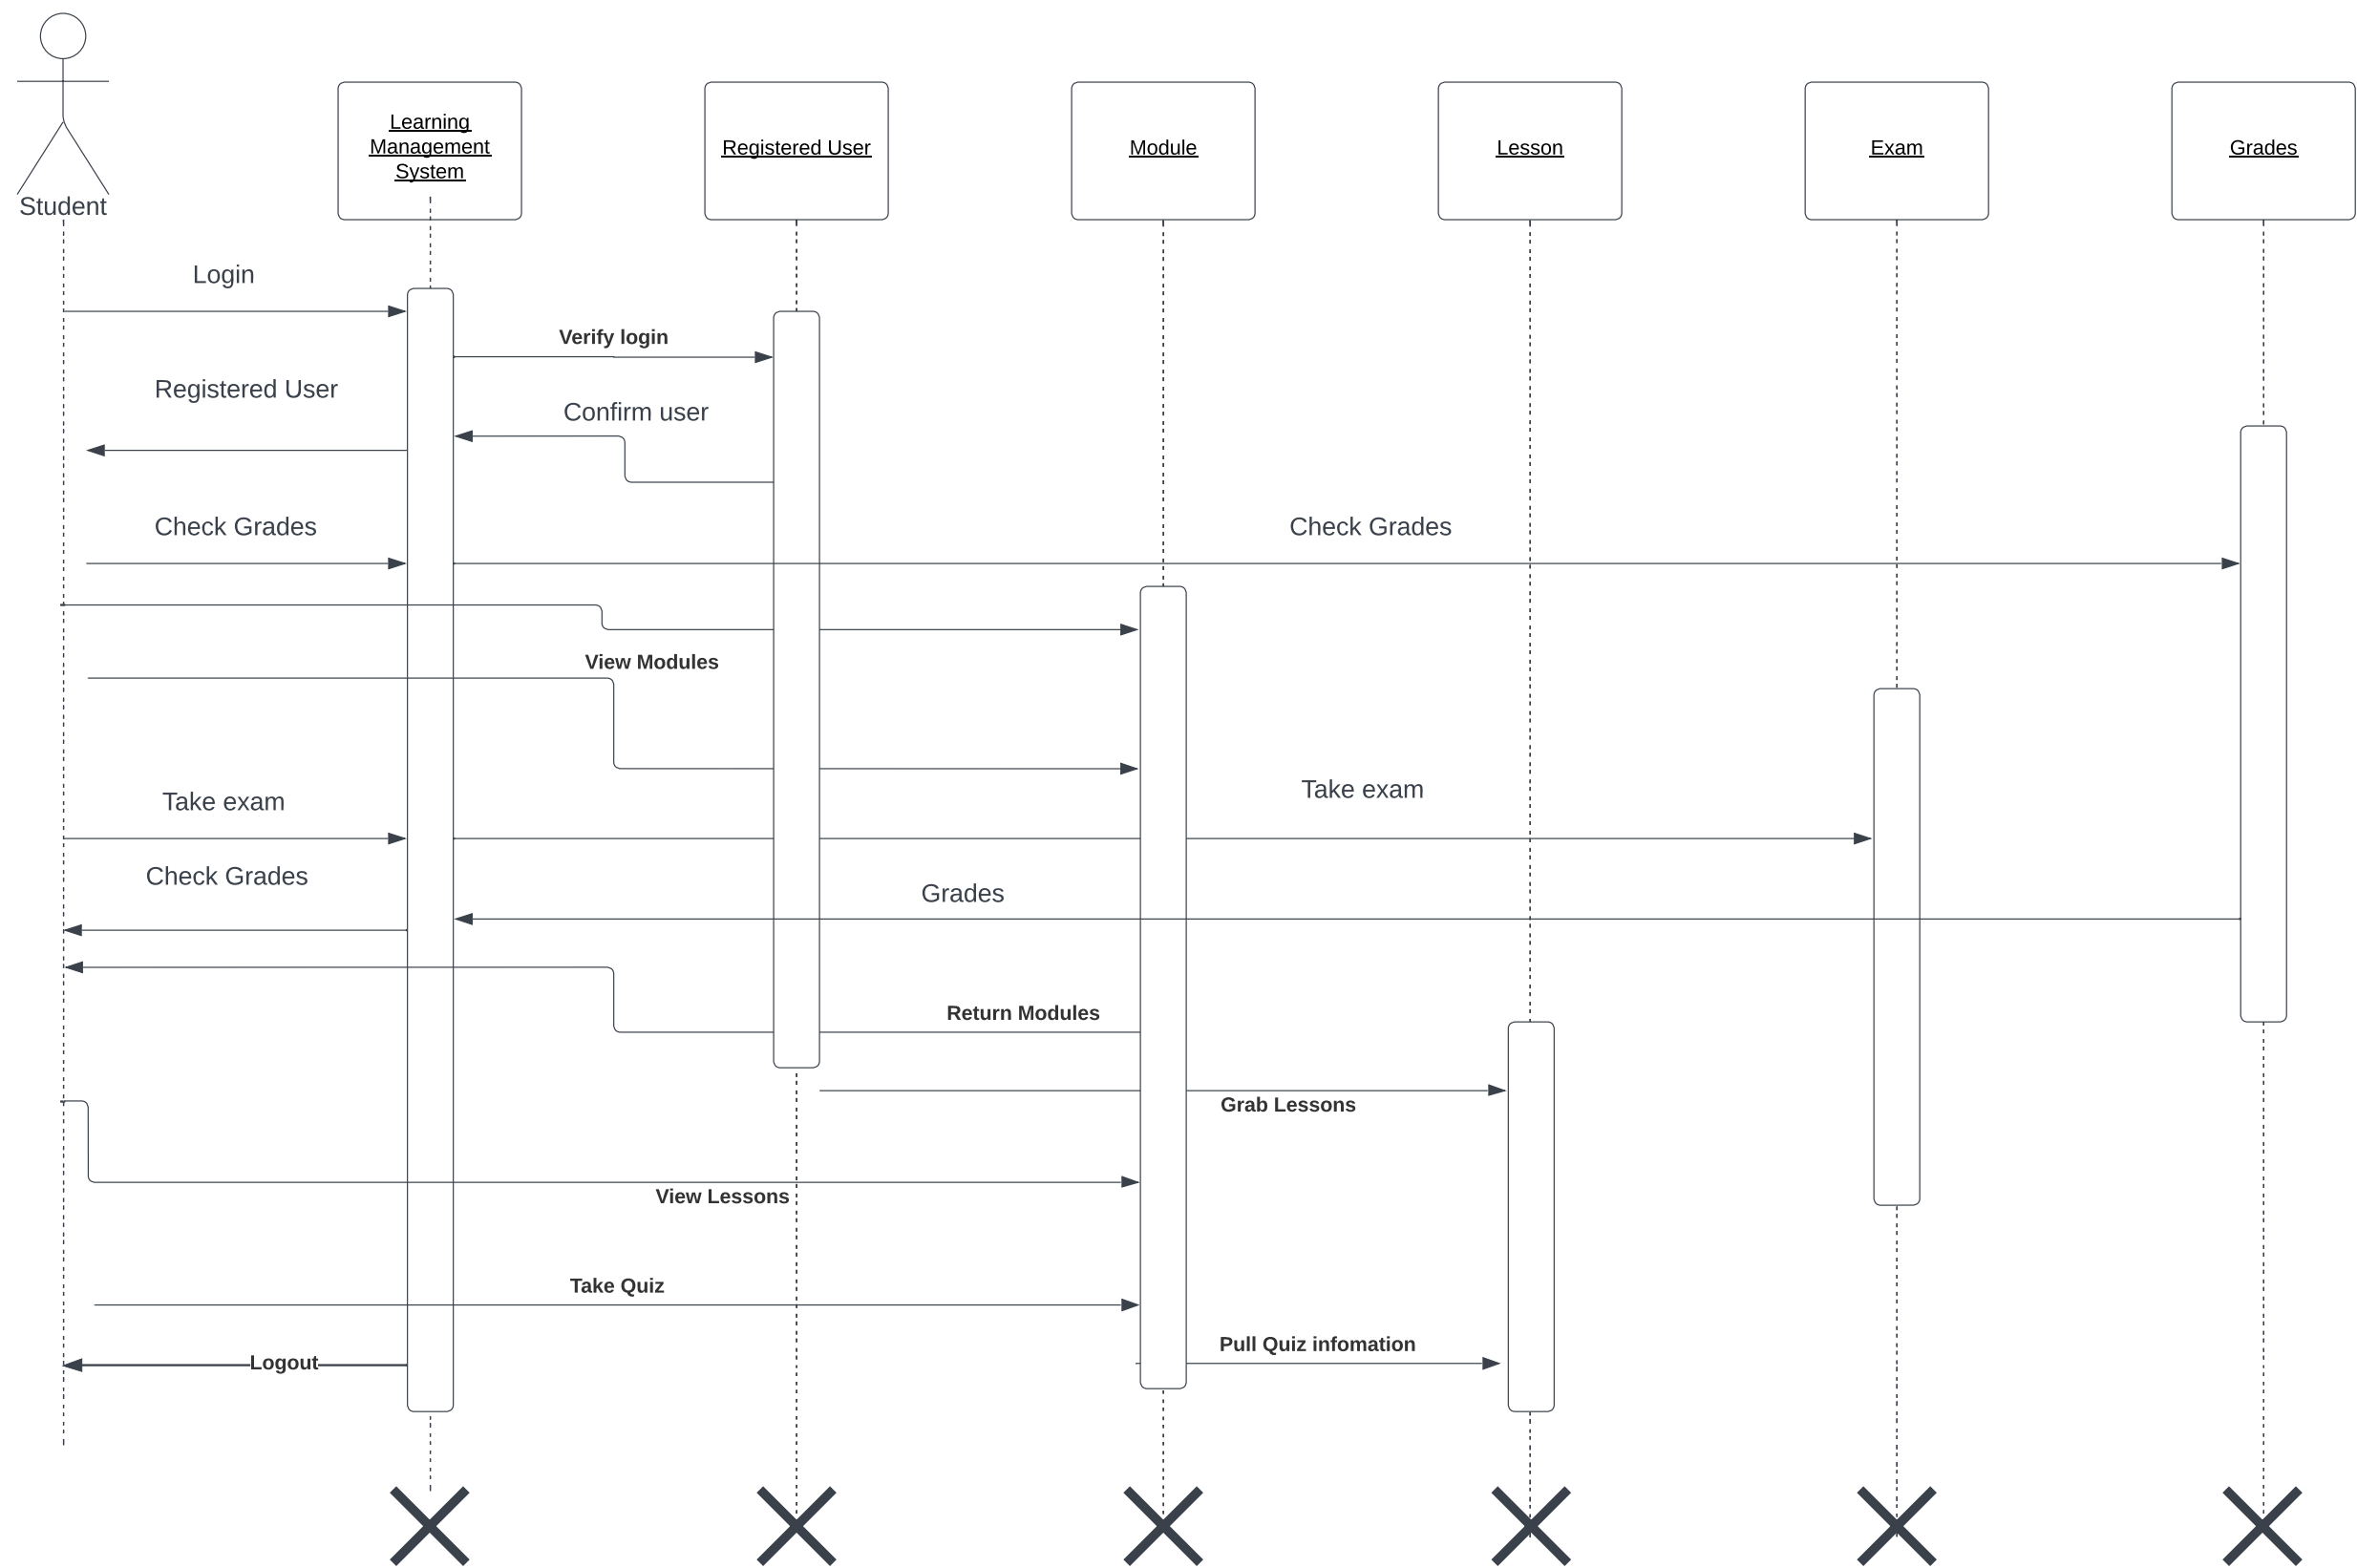 Student
Learning
Management
System
Registered User
Module
Lesson
Exam
Grades
Login
Verify login
Registered User
Confirm user
Check Grades
Check Grades
View Modules
Take exam
Take exam
Check Grades
Grades
Return Modules
Grab Lessons
View Lessons
Take Quiz
Pull Quiz infomation
Logout